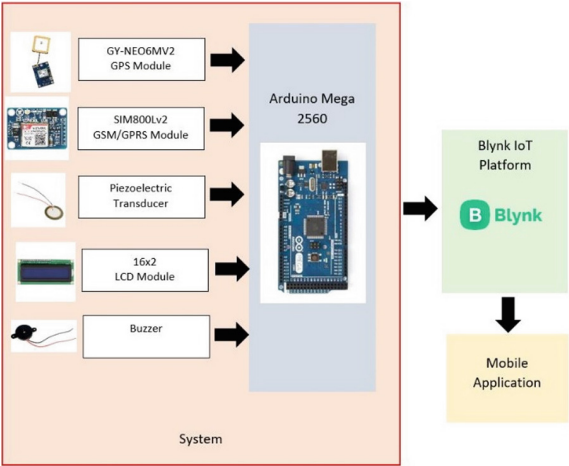 GY-NEO6MV2
GPS Module
SIM800Lv2
GSM/GPRS Module
Piezoelectric
Transducer
16x2
LCD Module
Buzzer
Arduino Mega
2560
System
Blynk IoT
Platform
B Blynk
Mobile
Application